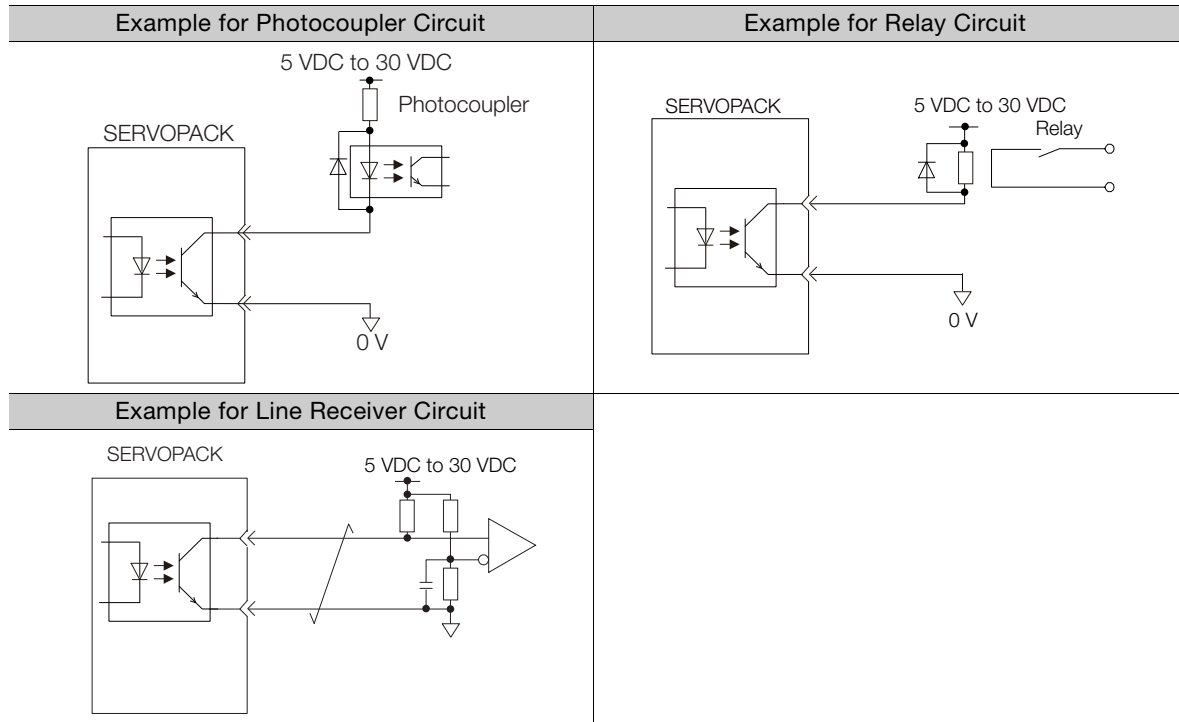 Example for Photocoupler Circuit
Example for Relay Circuit
5 VDC to 30 VDC
Photocoupler
SERVOPACK
0 V
SERVOPACK
5 VDC to 30 VDC
Relay
0 V
Example for Line Receiver Circuit
SERVOPACK
5 VDC to 30 VDC